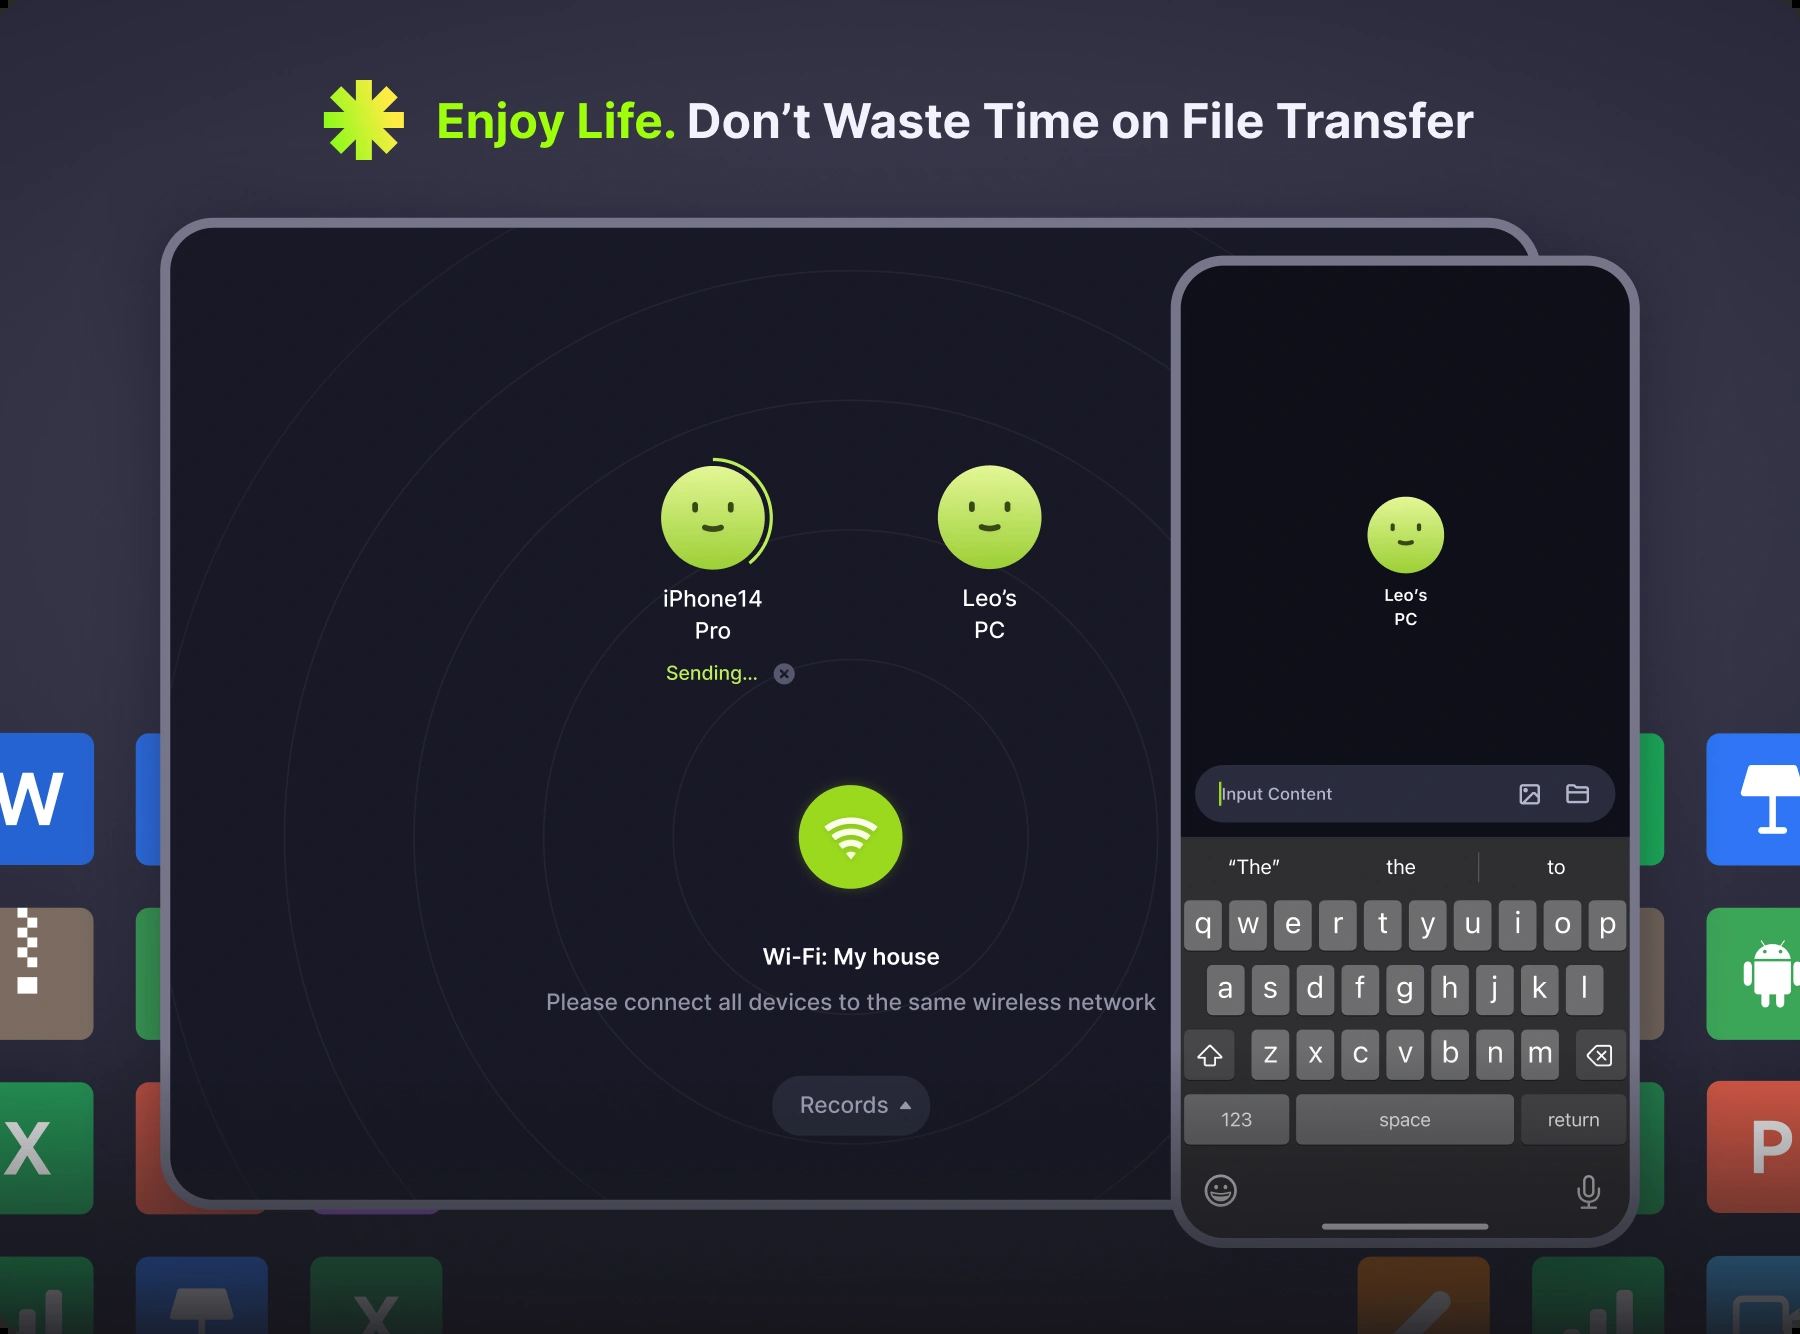 Enjoy Life. Don’t Waste Time on File Transfer
iPhone14
Pro
Sending...
Leo’s
PC
Wi-Fi: My house
Please connect all devices to the same wireless network
Records
Leo’s
PC
Input Content
“The” the to
q w e r t y u i o p
a s d f g h j k l
z x c v b n m
123 space return
W
X
P
X